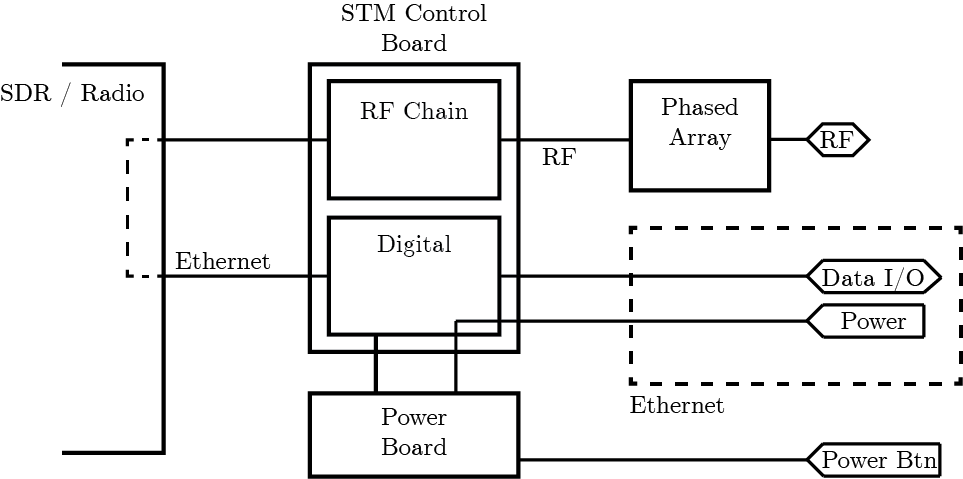 STM Control
Board
SDR / Radio
RF Chain
Phased
Array
RF
RF
Digital
Ethernet
Data I/O
Power
Ethernet
Power
Board
Power Btn